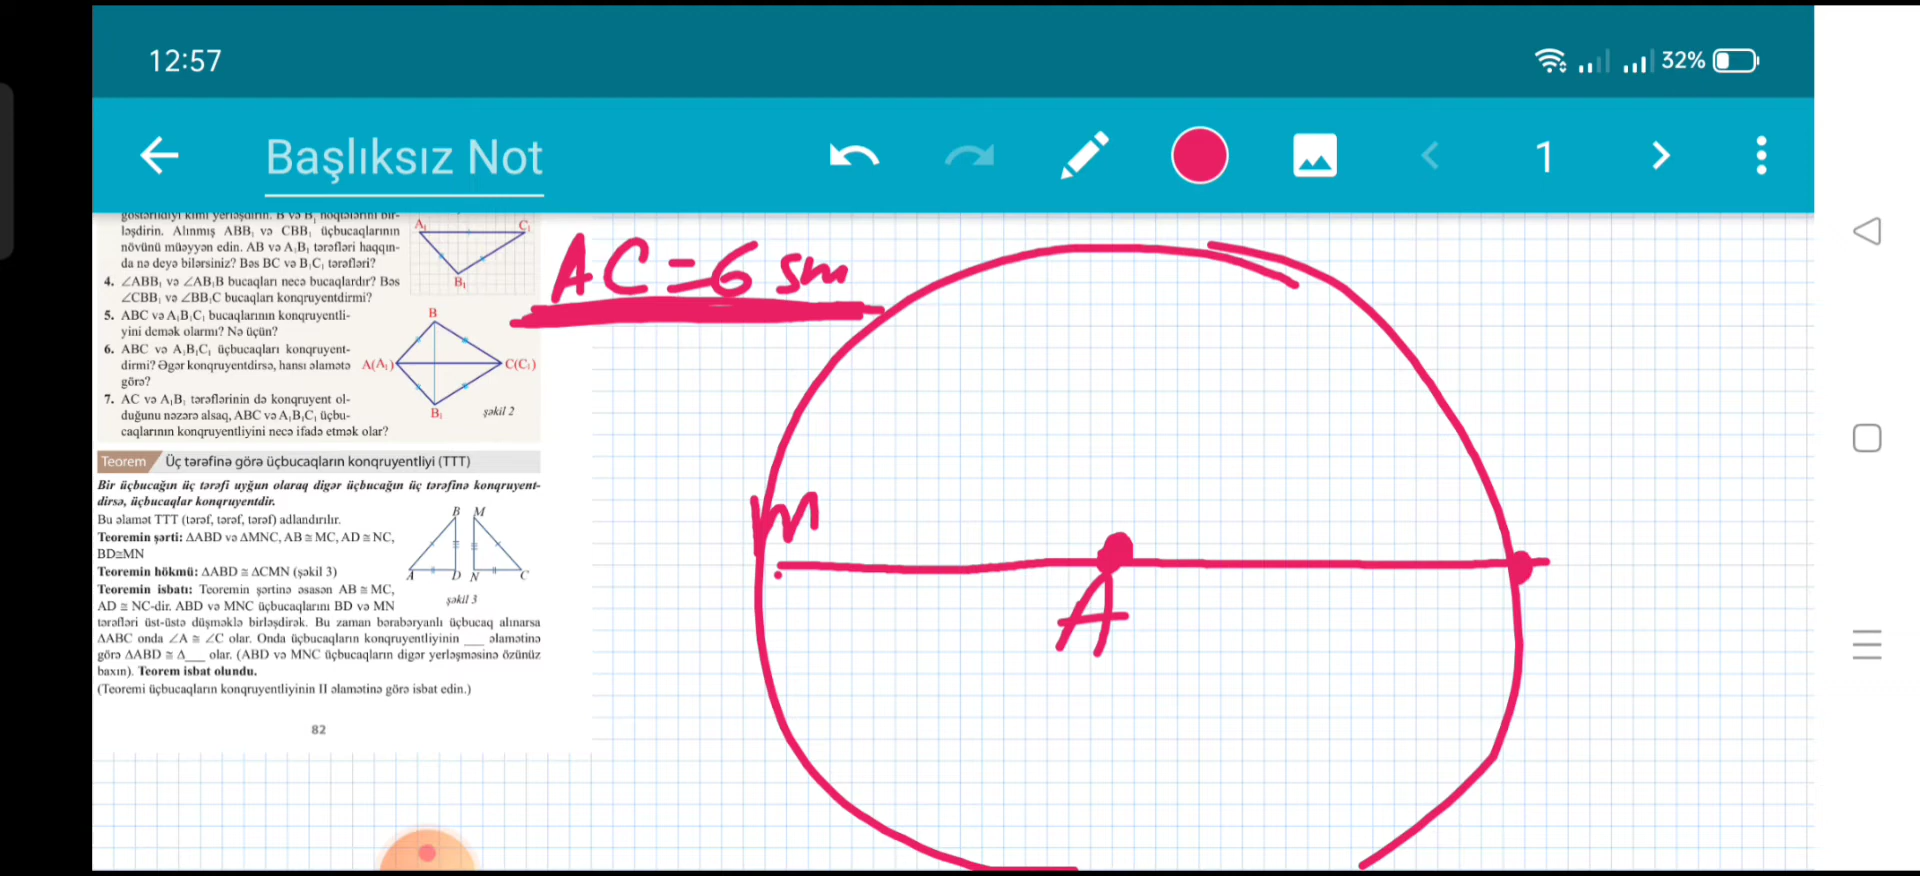 12:57
32%
Başlıksız Not
1
göstərildiyi kimi yerləşdirin. B və B₁ nöqtələrini bir-
ləşdirin. Alınmış ABB₁ və CBB₁ üçbucaqlarının
növünü müəyyən edin. AB və A₁B₁ tərəfləri haqqın-
da nə deyə bilərsiniz? Bəs BC və B₁C₁ tərəfləri?
A₁
C₁
B₁
4. ∠ABB₁ və ∠AB₁B bucaqları necə bucaqlardır? Bəs
∠CBB₁ və ∠BB₁C bucaqları konqruyentdirmi?
5. ABC və A₁B₁C₁ bucaqlarının konqruyentli-
yini demək olarmı? Nə üçün?
6. ABC və A₁B₁C₁ üçbucaqları konqruyent-
dirmi? Əgər konqruyentdirsə, hansı əlamətə
görə?
7. AC və A₁B₁ tərəflərinin də konqruyent ol-
duğunu nəzərə alsaq, ABC və A₁B₁C₁ üçbu-
caqlarının konqruyentliyini necə ifadə etmək olar?
B
A(A₁)
C(C₁)
B₁
şəkil 2
Teorem Üç tərəfinə görə üçbucaqların konqruyentliyi (TTT)
Bir üçbucağın üç tərəfi uyğun olaraq digər üçbucağın üç tərəfinə konqruyent-
dirsə, üçbucaqlar konqruyentdir.
Bu əlamət TTT (tərəf, tərəf, tərəf) adlandırılır.
Teoremin şərti: ΔABD və ΔMNC, AB ≅ MC, AD ≅ NC,
BD≅MN
Teoremin hökmü: ΔABD ≅ ΔCMN (şəkil 3)
Teoremin isbatı: Teoremin şərtinə əsasən AB ≅ MC,
AD ≅ NC-dir. ABD və MNC üçbucaqlarını BD və MN
tərəfləri üst-üstə düşməklə birləşdirək. Bu zaman bərabəryanlı üçbucaq alınarsa
ΔABC onda ∠A ≅ ∠C olar. Onda üçbucaqların konqruyentliyinin ___ əlamətinə
görə ΔABD ≅ Δ___ olar. (ABD və MNC üçbucaqların digər yerləşməsinə özünüz
baxın). Teorem isbat olundu.
(Teoremi üçbucaqların konqruyentliyinin II əlamətinə görə isbat edin.)
B M
A D N C
şəkil 3
82
AC=6 sm
m
A